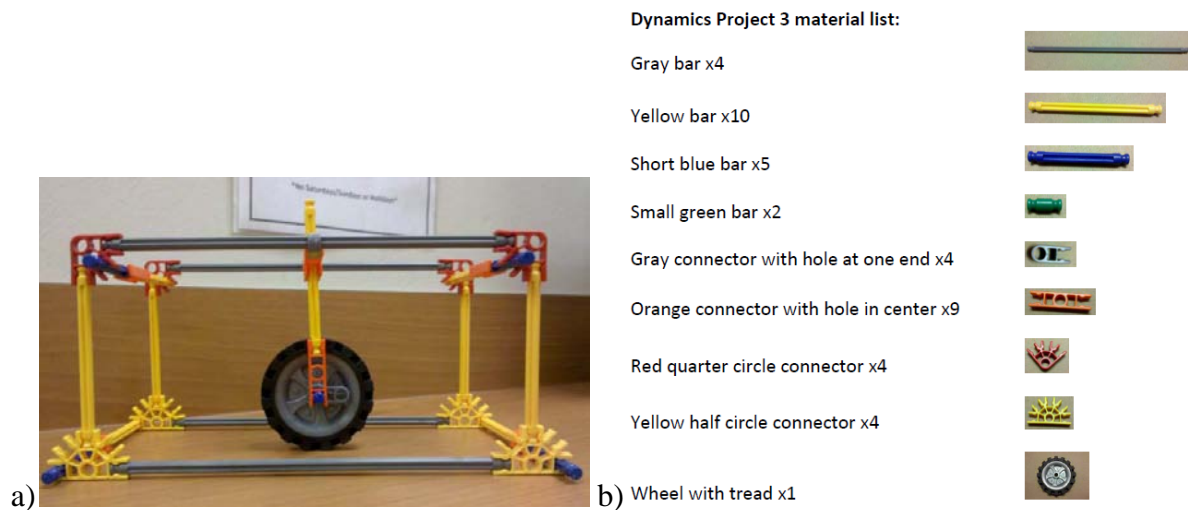 Dynamics Project 3 material list:
Gray bar x4
Yellow bar x10
Short blue bar x5
Small green bar x2
Gray connector with hole at one end x4
Orange connector with hole in center x9
Red quarter circle connector x4
Yellow half circle connector x4
Wheel with tread x1
a)
b)